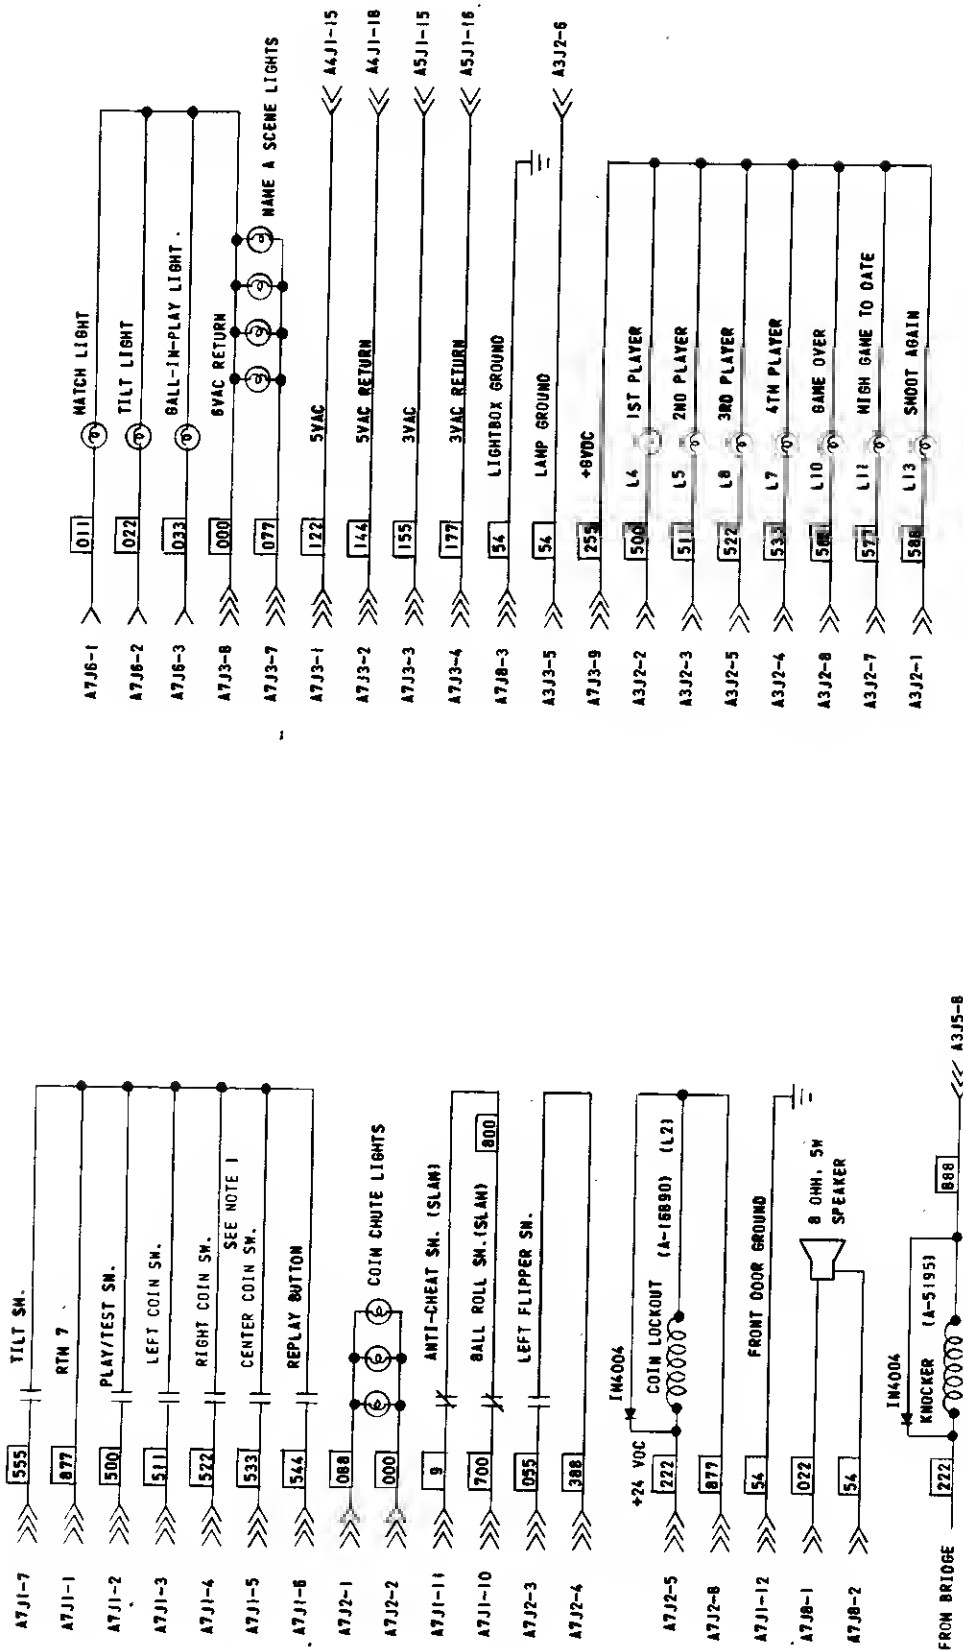 A7J1-7 555 TILT SW.
A7J1-1 877 RTN 7
A7J1-2 500 PLAY/TEST SW.
A7J1-3 511 LEFT COIN SW.
A7J1-4 522 RIGHT COIN SW.
SEE NOTE 1
A7J1-5 533 CENTER COIN SW.
A7J1-6 544 REPLAY BUTTON
A7J2-1 088
COIN CHUTE LIGHTS
A7J2-2 000
A7J1-11 9 ANTI-CHEAT SW. (SLAM)
A7J1-10 700 BALL ROLL SW. (SLAM) 800
A7J2-3 055 LEFT FLIPPER SW.
A7J2-4 388
+24 VDC IN4004
A7J2-5 222 COIN LOCKOUT (A-16890) (L2)
A7J2-8 877
A7J1-12 54 FRONT DOOR GROUND
A7J8-1 022 8 OHM, 5W
SPEAKER
A7J8-2 54
IN4004
KNOCKER (A-5195)
FROM BRIDGE 222 888 A3J5-8
A7J6-1 011 MATCH LIGHT
A7J6-2 022 TILT LIGHT
A7J6-3 033 BALL-IN-PLAY LIGHT
A7J3-8 000 6VAC RETURN
A7J3-7 077 NAME A SCENE LIGHTS
A7J3-1 122 5VAC A4J1-15
A7J3-2 144 5VAC RETURN A4J1-16
A7J3-3 155 3VAC A5J1-15
A7J3-4 177 3VAC RETURN A5J1-16
A7J8-3 54 LIGHTBOX GROUND
A3J3-5 54 LAMP GROUND A3J2-6
A7J3-9 255 +6VDC
A3J2-2 500 L4 1ST PLAYER
A3J2-3 511 L5 2ND PLAYER
A3J2-5 522 L8 3RD PLAYER
A3J2-4 533 L7 4TH PLAYER
A3J2-8 L10 GAME OVER
A3J2-7 577 L12 HIGH GAME TO DATE
A3J2-1 588 L13 SHOOT AGAIN